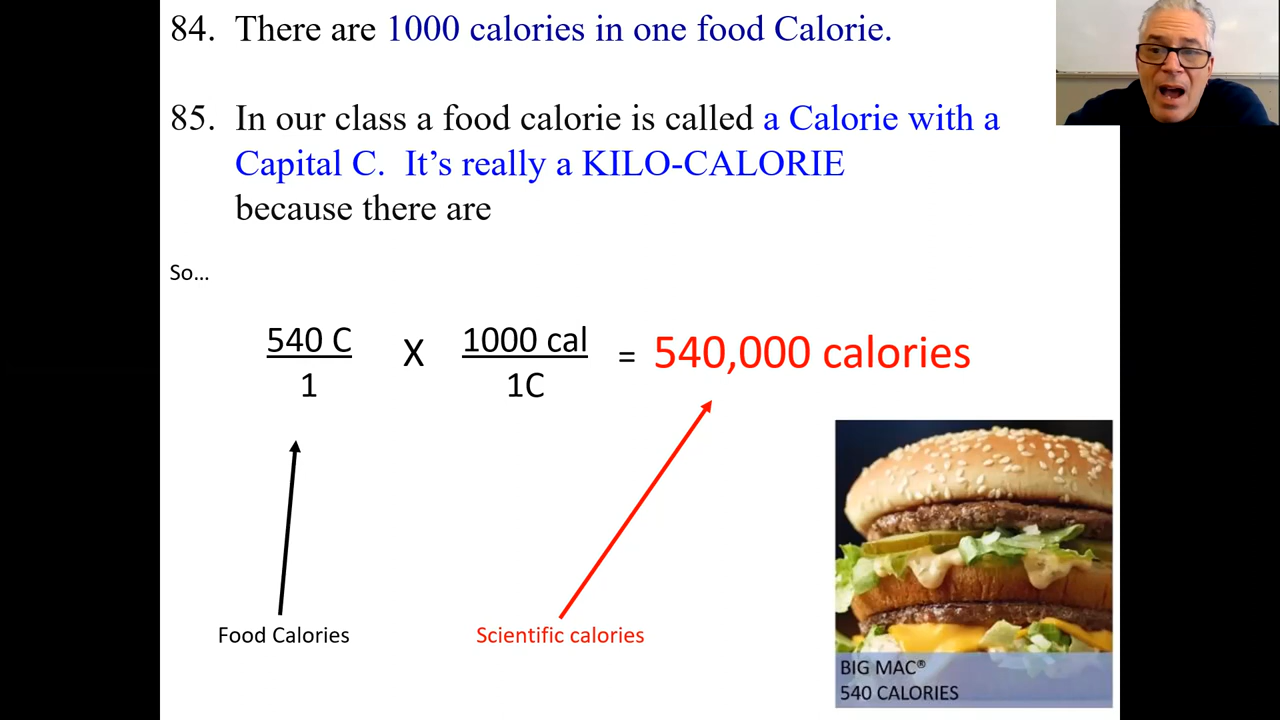 84. There are 1000 calories in one food Calorie.
85. In our class a food calorie is called a Calorie with a
Capital C. It’s really a KILO-CALORIE
because there are
So…
540 C
1
X
1000 cal
1C
= 540,000 calories
Food Calories
Scientific calories
BIG MAC®
540 CALORIES